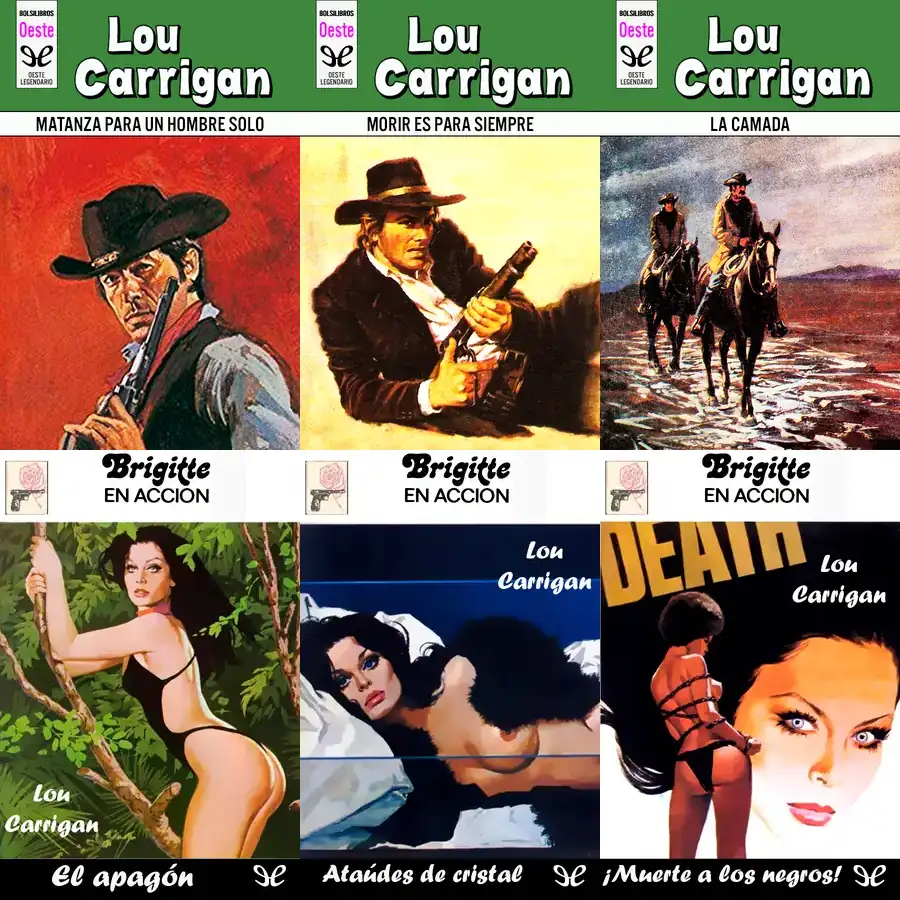 BOLSILIBROS
Oeste
OESTE
LEGENDARIO
Lou
Carrigan
MATANZA PARA UN HOMBRE SOLO
BOLSILIBROS
Oeste
OESTE
LEGENDARIO
Lou
Carrigan
MORIR ES PARA SIEMPRE
BOLSILIBROS
Oeste
OESTE
LEGENDARIO
Lou
Carrigan
LA CAMADA
Brigitte
EN ACCION
Lou
Carrigan
El apagón
Brigitte
EN ACCION
Lou
Carrigan
Ataúdes de cristal
Brigitte
EN ACCION
DEATH
Lou
Carrigan
¡Muerte a los negros!